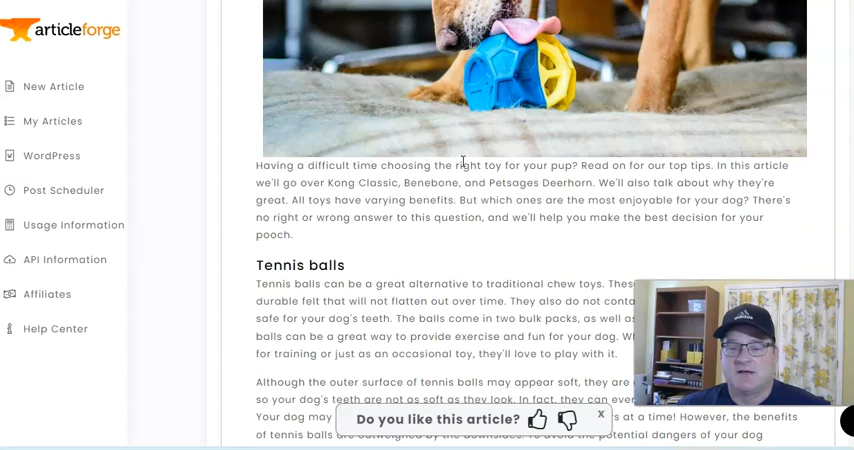 articleforge
New Article
My Articles
WordPress
Post Scheduler
Usage Information
API Information
Affiliates
Help Center
Having a difficult time choosing the right toy for your pup? Read on for our top tips. In this article
we'll go over Kong Classic, Benebone, and Petsages Deerhorn. We'll also talk about why they're
great. All toys have varying benefits. But which ones are the most enjoyable for your dog? There's
no right or wrong answer to this question, and we'll help you make the best decision for your
pooch.
Tennis balls
Tennis balls can be a great alternative to traditional chew toys.
durable felt that will not flatten out over time. They also do not
safe for your dog's teeth. The balls come in two bulk packs, as well as
balls can be a great way to provide exercise and fun for your dog.
for training or just as an occasional toy, they'll love to play with it.
Although the outer surface of tennis balls may appear soft, they are
so your dog's teeth are not as soft as they look. In fact, they can
Your dog may
s at a time! However, the benefits
of tennis balls are outweighed by the downsides. To avoid the potential dangers of your dog
Do you like this article?
x
adidas